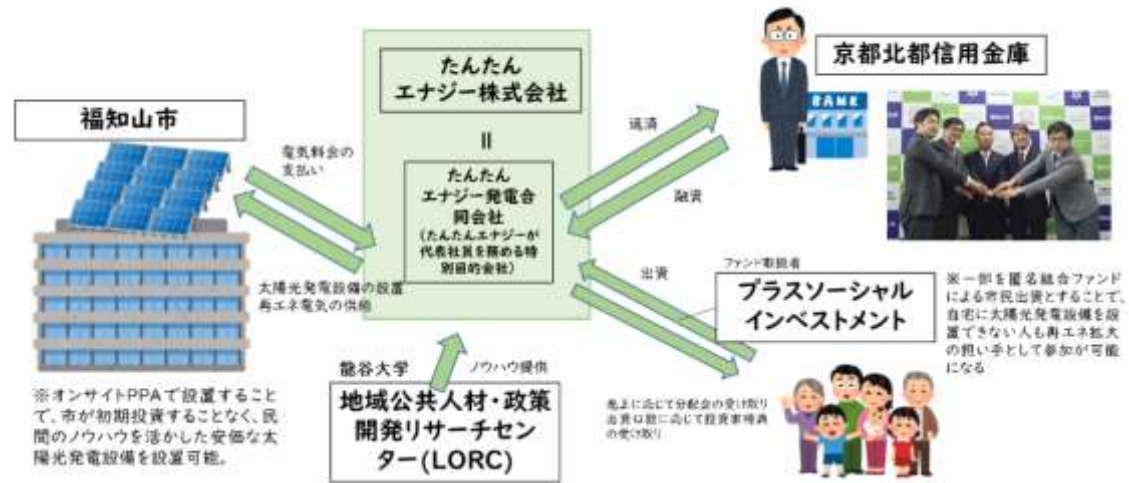 福知山市
※オンサイトPPAで設置すること
で、市が初期投資することなく、民
間のノウハウを活かした安価な太
陽光発電設備を設置可能。
電気料金の
支払い
太陽光発電設備の設置
再エネ電気の供給
たんたん
エナジー株式会社
=
たんたん
エナジー発電合
同会社
(たんたんエナジーが
代表社員を務める特
別目的会社)
龍谷大学
ノウハウ提供
地域公共人材・政策
開発リサーチセン
ター(LORC)
返済
融資
BANK
京都北都信用金庫
出資
ファンド取扱者
プラスソーシャル
インベストメント
※一部を匿名組合ファンド
による市民出資とすることで、
自宅に太陽光発電設備を設
置できない人も再エネ拡大
の担い手として参加が可能
になる
売上に応じて分配金の受け取り
出資口数に応じて投資家特典
の受け取り